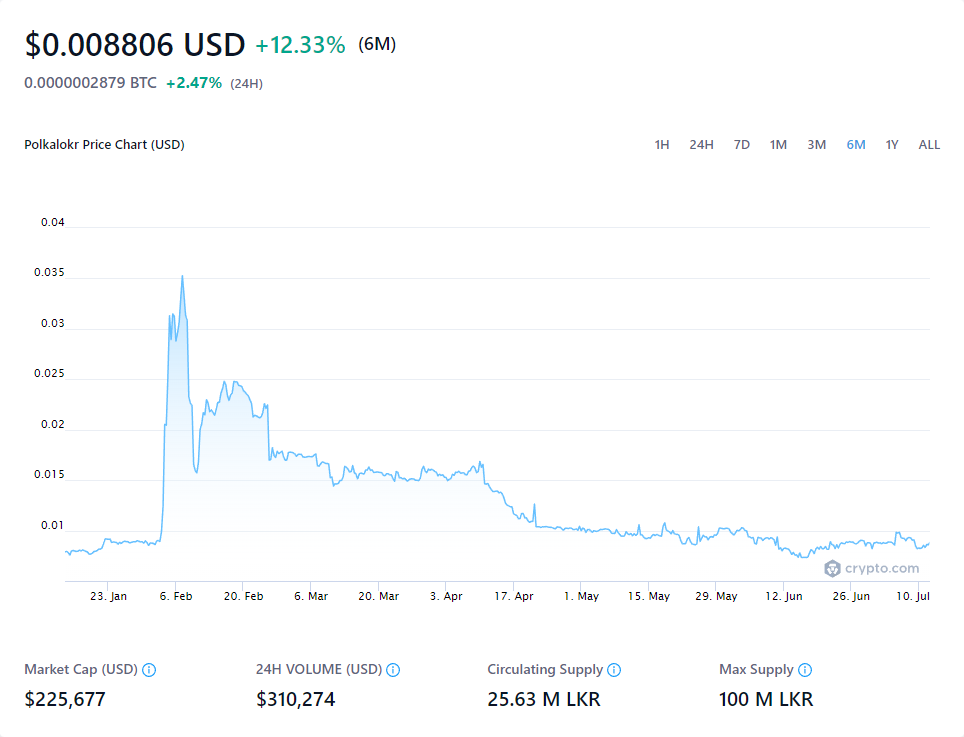 $0.008806 USD +12.33% (6M)
0.0000002879 BTC +2.47% (24H)
Polkalokr Price Chart (USD) 1H 24H 7D 1M 3M 6M 1Y ALL
0.04
0.035
0.03
0.025
0.02
0.015
0.01
crypto.com
23. Jan 6. Feb 20. Feb 6. Mar 20. Mar 3. Apr 17. Apr 1. May 15. May 29. May 12. Jun 26. Jun 10. Jul
Market Cap (USD) 24H VOLUME (USD) Circulating Supply Max Supply
$225,677 $310,274 25.63 M LKR 100 M LKR